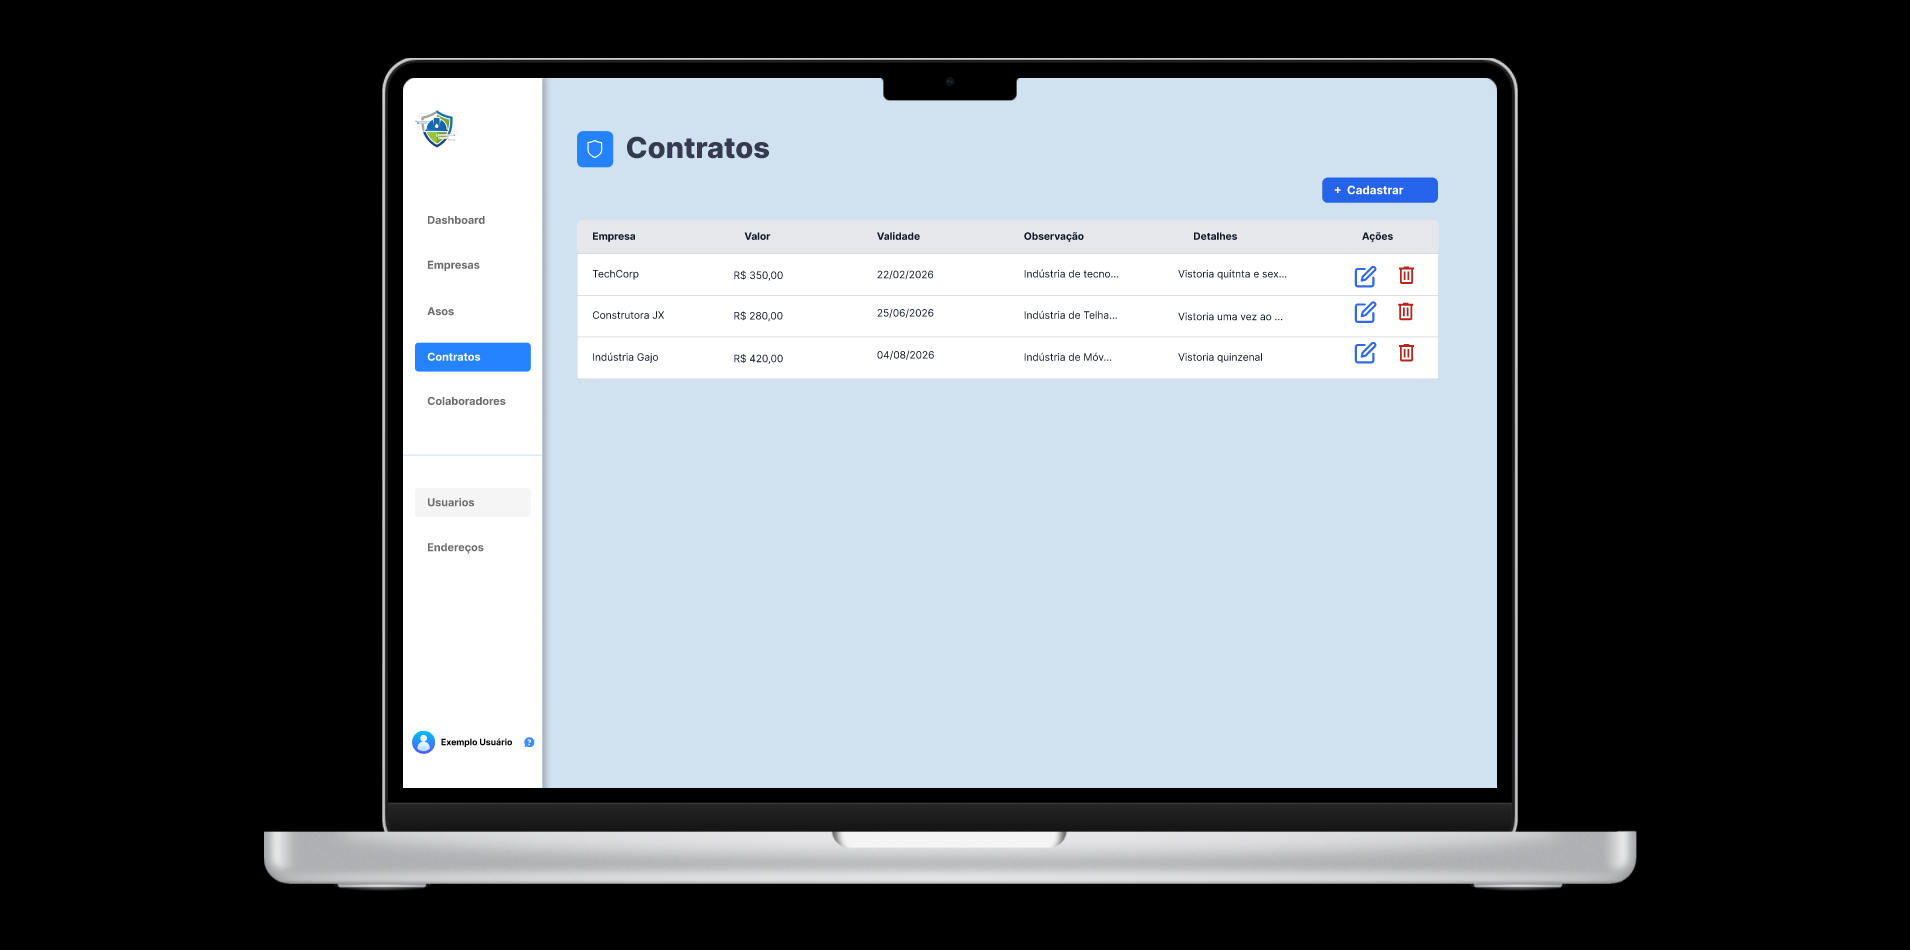 Contratos
+ Cadastrar
Dashboard
Empresas
Asos
Contratos
Colaboradores
Usuarios
Endereços
Exemplo Usuário ?
Empresa Valor Validade Observação Detalhes Ações
TechCorp R$ 350,00 22/02/2026 Indústria de tecno... Vistoria quitnta e sex...
Construtora JX R$ 280,00 25/06/2026 Indústria de Telha... Vistoria uma vez ao ...
Indústria Gajo R$ 420,00 04/08/2026 Indústria de Móv... Vistoria quinzenal